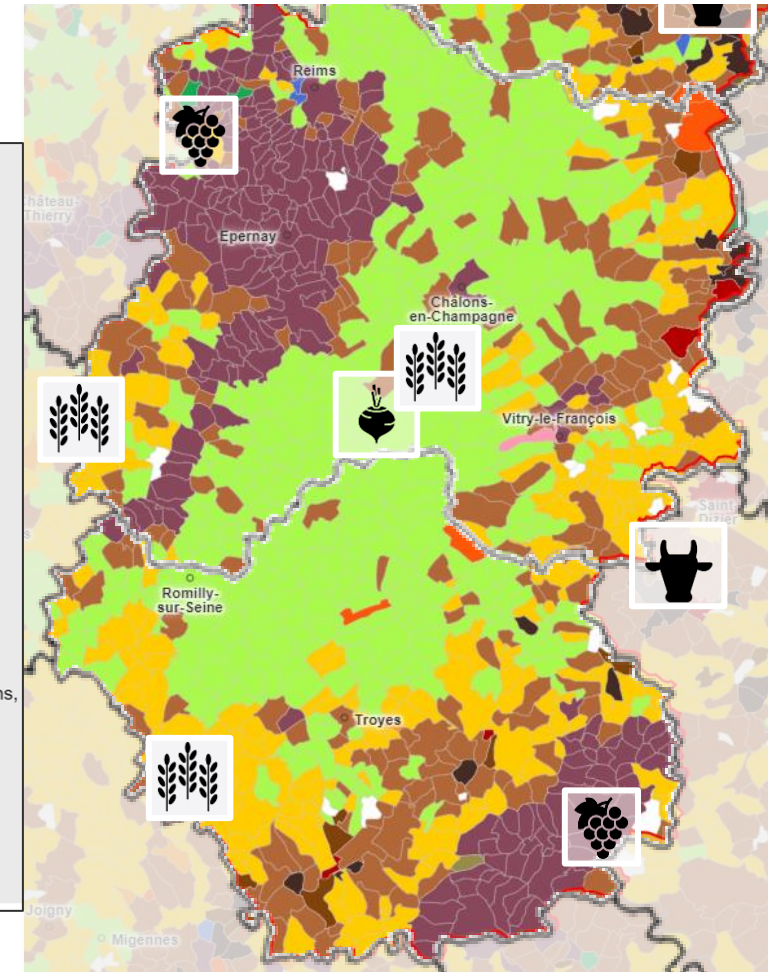 Reims
Château-
Thierry
Epernay
Châlons-
en-Champagne
Vitry-le-François
Saint
Dizier
Romilly-
sur-Seine
ns,
Troyes
Joigny
Migennes